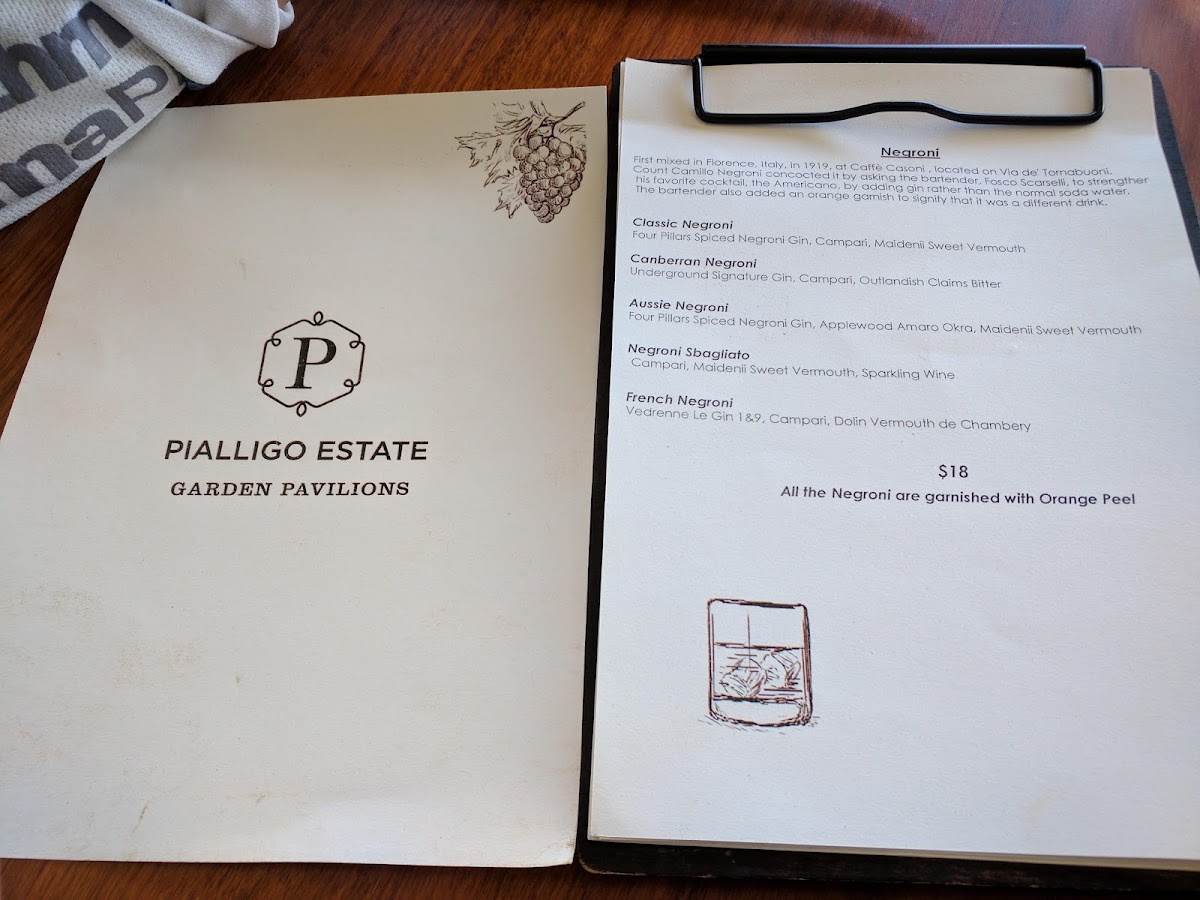 P
PIALLIGO ESTATE
GARDEN PAVILIONS
Negroni
First mixed in Florence, Italy, in 1919, at Caffè Casoni , located on Via de' Tornabuoni.
Count Camillo Negroni concocted it by asking the bartender, Fosco Scarselli, to strengthen
his favorite cocktail, the Americano, by adding gin rather than the normal soda water.
The bartender also added an orange garnish to signify that it was a different drink.
Classic Negroni
Four Pillars Spiced Negroni Gin, Campari, Maidenii Sweet Vermouth
Canberran Negroni
Underground Signature Gin, Campari, Outlandish Claims Bitter
Aussie Negroni
Four Pillars Spiced Negroni Gin, Applewood Amaro Okra, Maidenii Sweet Vermouth
Negroni Sbagliato
Campari, Maidenii Sweet Vermouth, Sparkling Wine
French Negroni
Vedrenne Le Gin 1&9, Campari, Dolin Vermouth de Chambery
$18
All the Negroni are garnished with Orange Peel